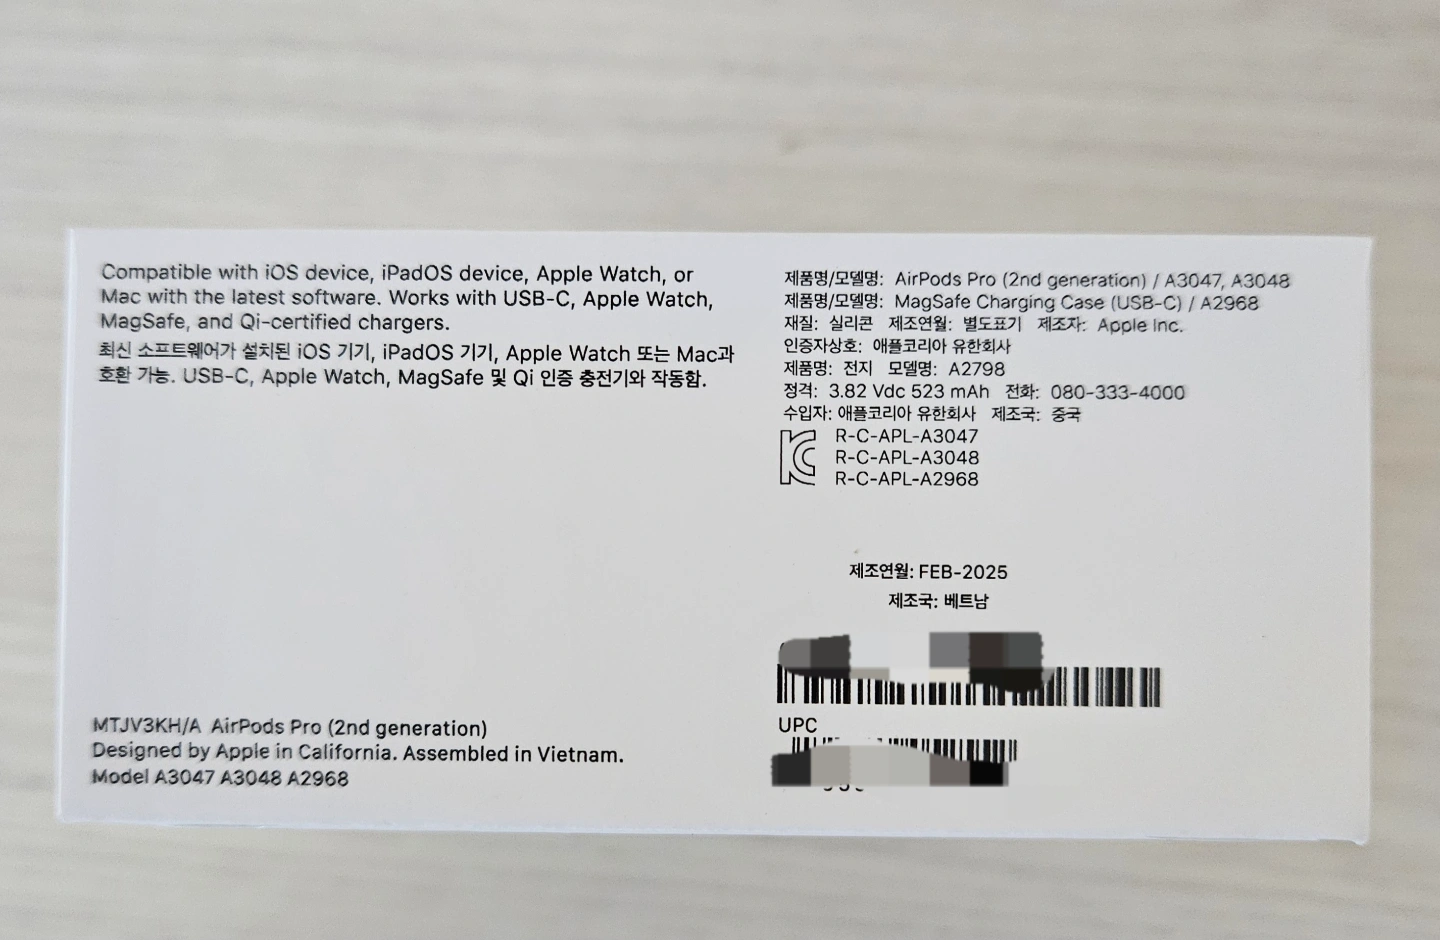 Compatible with iOS device, iPadOS device, Apple Watch, or
Mac with the latest software. Works with USB-C, Apple Watch,
MagSafe, and Qi-certified chargers.
최신 소프트웨어가 설치된 iOS 기기, iPadOS 기기, Apple Watch 또는 Mac과
호환 가능. USB-C, Apple Watch, MagSafe 및 Qi 인증 충전기와 작동함.
MTJV3KH/A AirPods Pro (2nd generation)
Designed by Apple in California. Assembled in Vietnam.
Model A3047 A3048 A2968
제품명/모델명: AirPods Pro (2nd generation) / A3047, A3048
제품명/모델명: MagSafe Charging Case (USB-C) / A2968
재질: 실리콘 제조연월: 별도표기 제조자: Apple Inc.
인증자상호: 애플코리아 유한회사
제품명: 전지 모델명: A2798
정격: 3.82 Vdc 523 mAh 전화: 080-333-4000
수입자: 애플코리아 유한회사 제조국: 중국
R-C-APL-A3047
R-C-APL-A3048
R-C-APL-A2968
제조연월: FEB-2025
제조국: 베트남
UPC